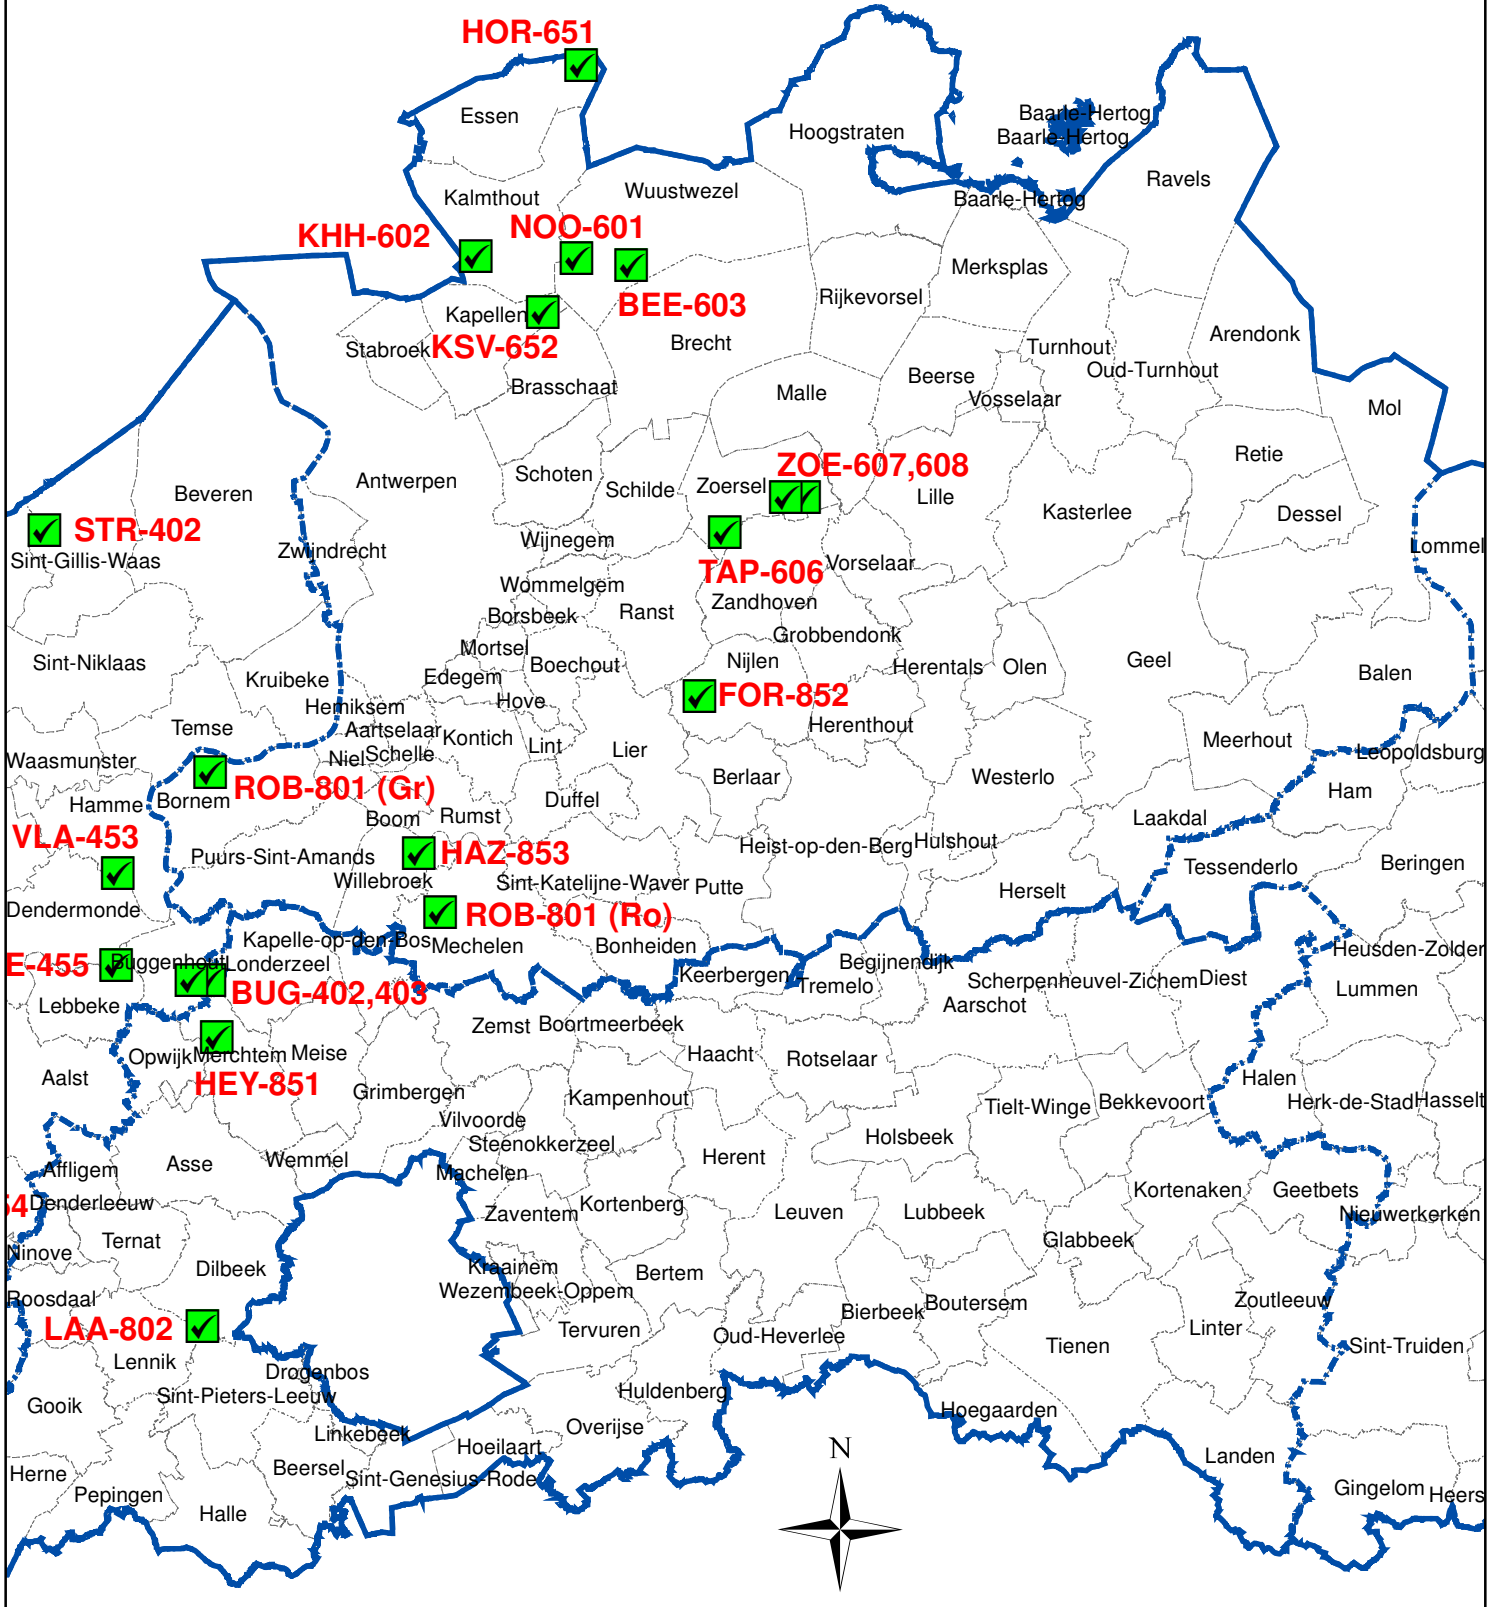 HOR-651
Essen
Baarle-Hertog
Hoogstraten
Baarle-Hertog
Ravels
Wuustwezel
Kalmthout
Baarle-Hertog
NOO-601
KHH-602
Merksplas
Rijkevorsel
BEE-603
Kapellen
Arendonk
Brecht
Turnhout
Stabroek
KSV-652
Oud-Turnhout
Beerse
Brasschaat
Malle
Vosselaar
Mol
Retie
ZOE-607,608
Schoten
Antwerpen
Zoersel
Schilde
Beveren
Lille
Kasterlee
Dessel
STR-402
Wijnegem
Lommel
Zwijndrecht
Sint-Gillis-Waas
Vorselaar
TAP-606
Wommelgem
Zandhoven
Ranst
Borsbeek
Grobbendonk
Mortsel
Sint-Niklaas
Boechout
Nijlen
Geel
Herentals
Olen
Balen
Edegem
Kruibeke
FOR-852
Hove
Hemiksem
Herenthout
Temse
Aartselaar
Kontich
Meerhout
Lint
Lier
Schelle
Leopoldsburg
Niel
Waasmunster
Berlaar
Westerlo
ROB-801 (Gr)
Ham
Bornem
Duffel
Hamme
Rumst
Boom
Laakdal
VLA-453
Hulshout
Heist-op-den-Berg
HAZ-853
Puurs-Sint-Amands
Beringen
Tessenderlo
Willebroek
Sint-Katelijne-Waver
Putte
Herselt
Dendermonde
ROB-801 (Ro)
Kapelle-op-den-Bos
Mechelen
Bonheiden
Heusden-Zolder
E-455
Buggenhout
Londerzeel
Begijnendijk
Keerbergen
Diest
Scherpenheuvel-Zichem
Tremelo
Lummen
BUG-402,403
Lebbeke
Aarschot
Zemst
Boortmeerbeek
Opwijk
Merchtem
Meise
Haacht
Rotselaar
Aalst
Halen
HEY-851
Grimbergen
Kampenhout
Herk-de-Stad
Hasselt
Bekkevoort
Tielt-Winge
Vilvoorde
Holsbeek
Steenokkerzeel
Herent
Wemmel
Asse
Affligem
Machelen
Kortenaken
Geetbets
54
Denderleeuw
Kortenberg
Zaventem
Leuven
Lubbeek
Nieuwerkerken
Ternat
Glabbeek
Ninove
Dilbeek
Kraainem
Bertem
Wezembeek-Oppem
Roosdaal
Zoutleeuw
Boutersem
Bierbeek
LAA-802
Tervuren
Linter
Oud-Heverlee
Tienen
Sint-Truiden
Lennik
Drogenbos
Huldenberg
Sint-Pieters-Leeuw
Gooik
Hoegaarden
Overijse
Linkebeek
Hoeilaart
N
Landen
Beersel
Herne
Sint-Genesius-Rode
Gingelom
Heers
Pepingen
Halle